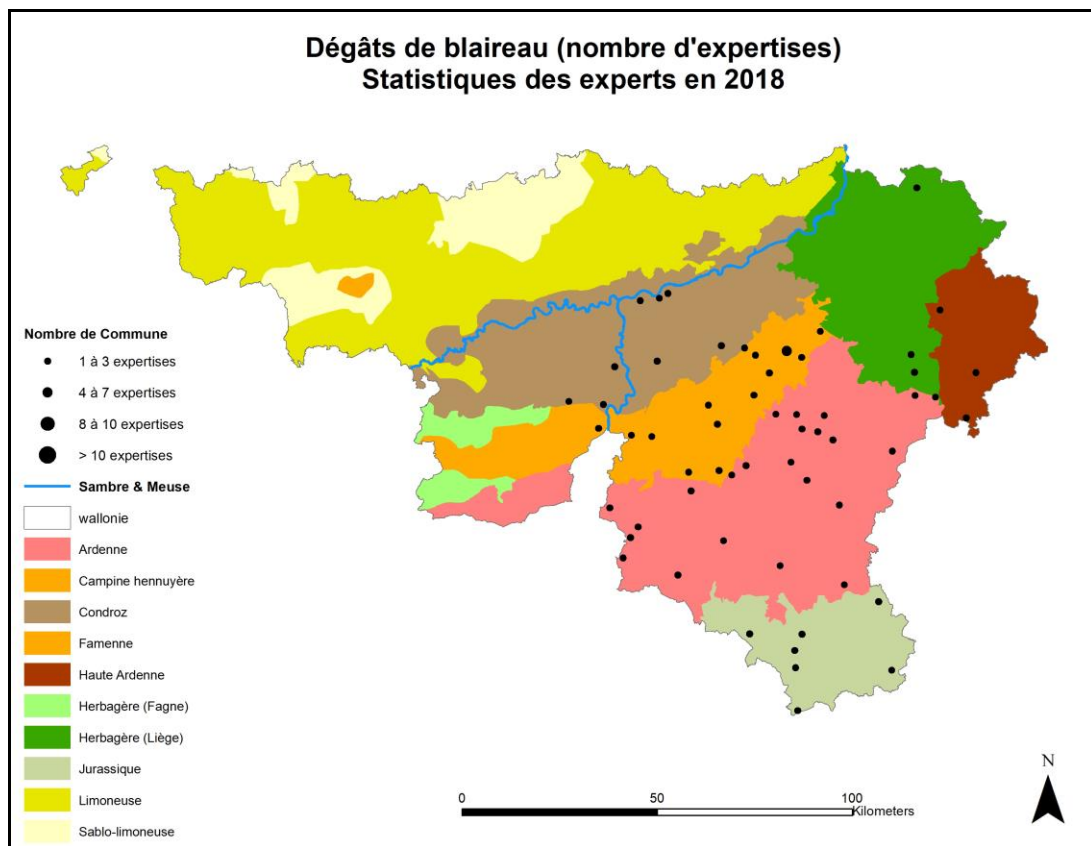 Dégâts de blaireau (nombre d'expertises)
Statistiques des experts en 2018
Nombre de Commune
1 à 3 expertises
4 à 7 expertises
8 à 10 expertises
> 10 expertises
Sambre & Meuse
wallonie
Ardenne
Campine hennuyère
Condroz
Famenne
Haute Ardenne
Herbagère (Fagne)
Herbagère (Liège)
Jurassique
Limoneuse
Sablo-limoneuse
0 50 100
Kilometers
N